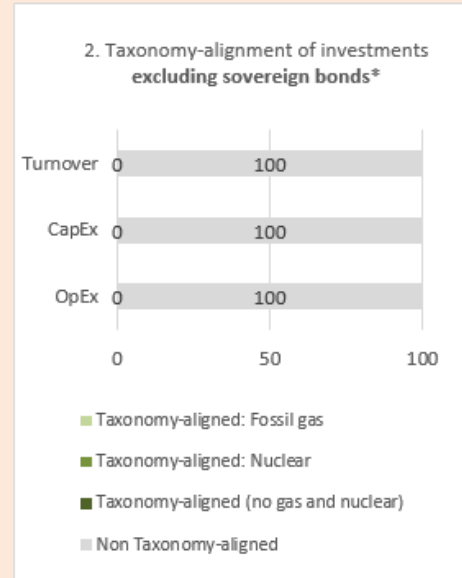 2. Taxonomy-alignment of investments
excluding sovereign bonds*
Turnover 0 100
CapEx 0 100
OpEx 0 100
0 50 100
Taxonomy-aligned: Fossil gas
Taxonomy-aligned: Nuclear
Taxonomy-aligned (no gas and nuclear)
Non Taxonomy-aligned